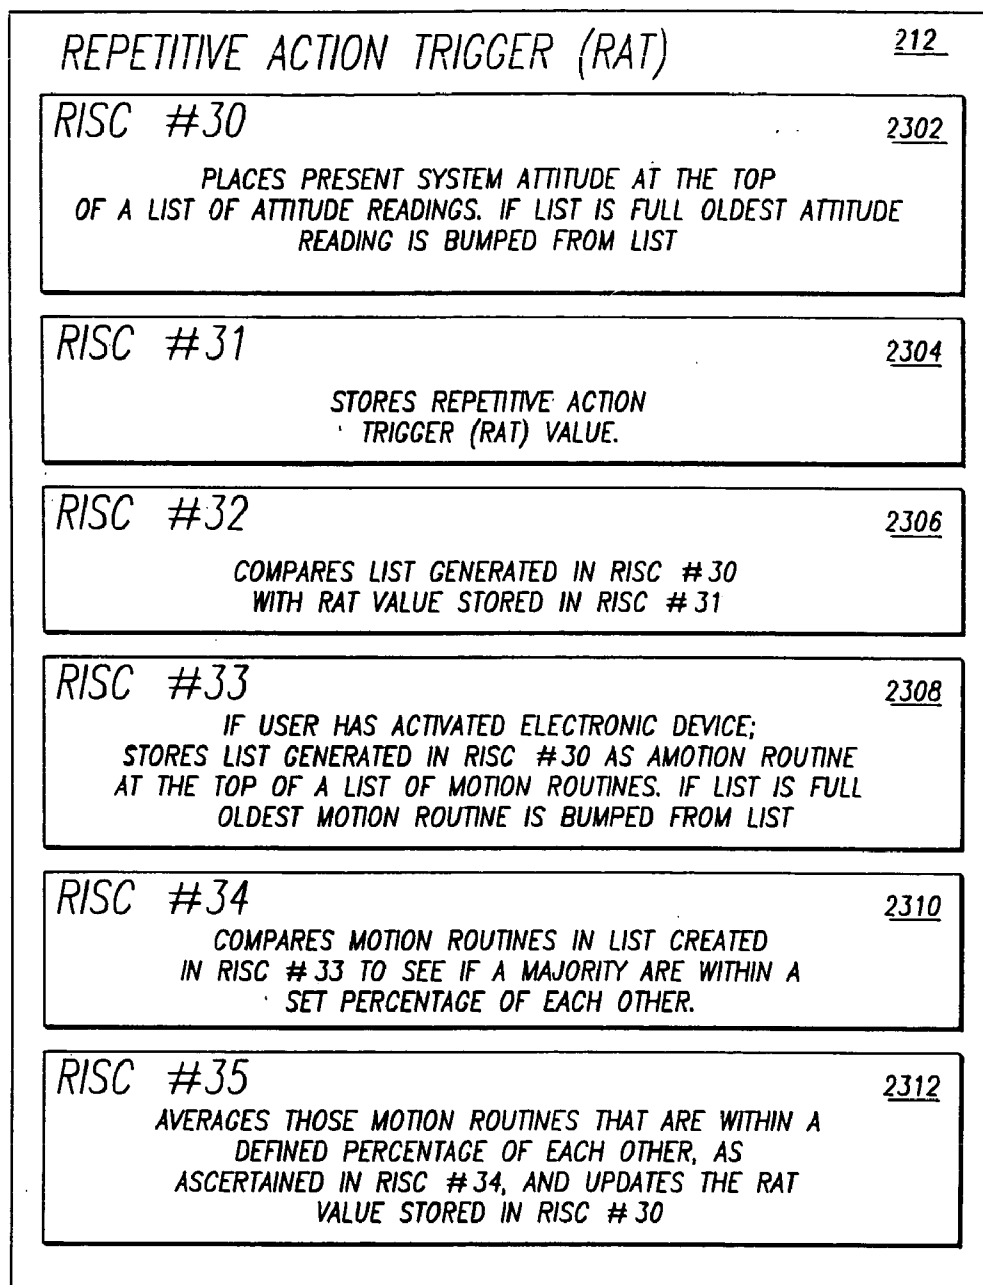 REPETITIVE ACTION TRIGGER (RAT) 212
RISC #30 2302
PLACES PRESENT SYSTEM ATTITUDE AT THE TOP
OF A LIST OF ATTITUDE READINGS. IF LIST IS FULL OLDEST ATTITUDE
READING IS BUMPED FROM LIST
RISC #31 2304
STORES REPETITIVE ACTION
TRIGGER (RAT) VALUE.
RISC #32 2306
COMPARES LIST GENERATED IN RISC #30
WITH RAT VALUE STORED IN RISC #31
RISC #33 2308
IF USER HAS ACTIVATED ELECTRONIC DEVICE;
STORES LIST GENERATED IN RISC #30 AS AMOTION ROUTINE
AT THE TOP OF A LIST OF MOTION ROUTINES. IF LIST IS FULL
OLDEST MOTION ROUTINE IS BUMPED FROM LIST
RISC #34 2310
COMPARES MOTION ROUTINES IN LIST CREATED
IN RISC #33 TO SEE IF A MAJORITY ARE WITHIN A
SET PERCENTAGE OF EACH OTHER.
RISC #35 2312
AVERAGES THOSE MOTION ROUTINES THAT ARE WITHIN A
DEFINED PERCENTAGE OF EACH OTHER, AS
ASCERTAINED IN RISC #34, AND UPDATES THE RAT
VALUE STORED IN RISC #30